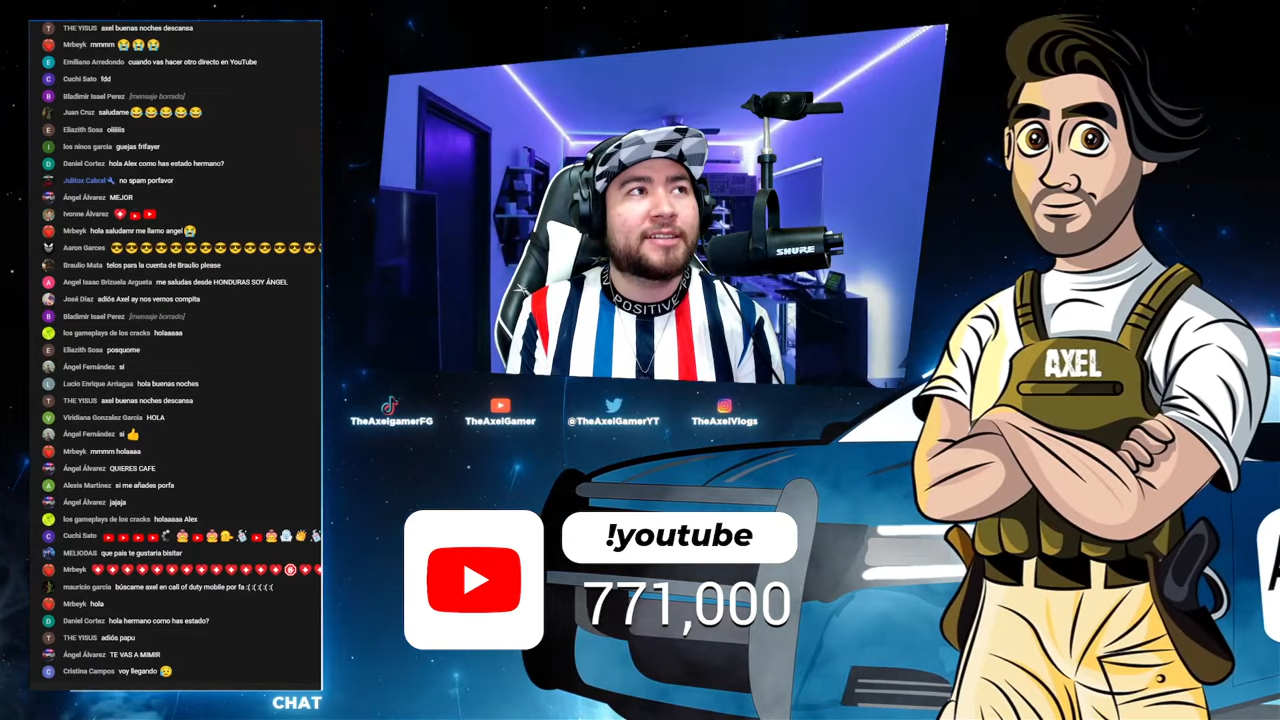 THE YISUS axel buenas noches descansa
Mrbeyk mmmm 😭😭😭
Emiliano Arredondo cuando vas hacer otro directo en YouTube
Cuchi Sato fdd
Bladimir Isael Perez [mensaje borrado]
Juan Cruz saludame😂😂😂😂😂
Eliazith Sosa oliiiiis
los ninos garcia guejas frifayer
Daniel Cortez hola Alex como has estado hermano?
Julitox Cabral no spam porfavor
Ángel Álvarez MEJOR
Ivonne Álvarez
Mrbeyk hola saludamr me llamo angel😭
Aaron Garces 😎😎😎😎😎😎😎😎😎😎😎😎😎😎
Braulio Mata telos para la cuenta de Braulio please
Angel Isaac Brizuela Argueta me saludas desde HONDURAS SOY ÁNGEL
José Díaz adiós Axel ay nos vemos compita
Bladimir Isael Perez [mensaje borrado]
los gameplays de los cracks holaaaaa
Eliazith Sosa posquome
Ángel Fernández si
Lucio Enrique Arriagaa hola buenas noches
THE YISUS axel buenas noches descansa
Viridiana Gonzalez Garcia HOLA
Ángel Fernández si 👍
Mrbeyk mmmm holaaaa
Ángel Álvarez QUIERES CAFE
Alexis Martinez si me añades porfa
Ángel Álvarez jajaja
los gameplays de los cracks holaaaaa Alex
Cuchi Sato
MELIODAS que pais te gustaria bisitar
Mrbeyk
mauricio garcia búscame axel en call of duty mobile por fa :( :( :( :( :(
Mrbeyk hola
Daniel Cortez hola hermano como has estado?
THE YISUS adiós papu
Ángel Álvarez TE VAS A MIMIR
Cristina Campos voy llegando 😥
CHAT
SHURE
POSITIVE
TheAxelgamerFG
TheAxelGamer
@TheAxelGamerYT
TheAxelVlogs
!youtube
771,000
AXEL